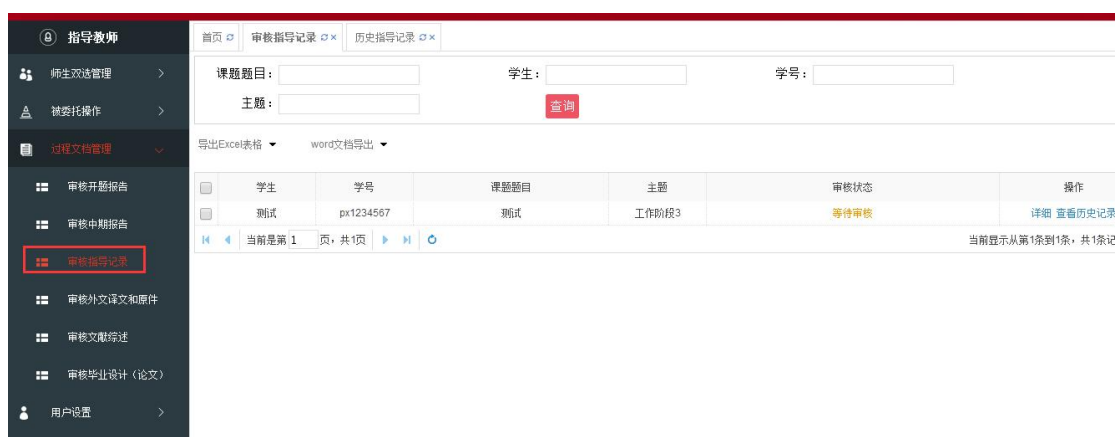 指导教师
首页 审核指导记录 历史指导记录
师生双选管理
被委托操作
过程文档管理
审核开题报告
审核中期报告
审核指导记录
审核外文译文和原件
审核文献综述
审核毕业设计(论文)
用户设置
课题题目: 学生: 学号:
主题: 查询
导出Excel表格 word文档导出
学生 学号 课题题目 主题 审核状态 操作
测试 px1234567 测试 工作阶段3 等待审核 详细 查看历史记录
当前是第 1 页,共1页 当前显示从第1条到1条,共1条记